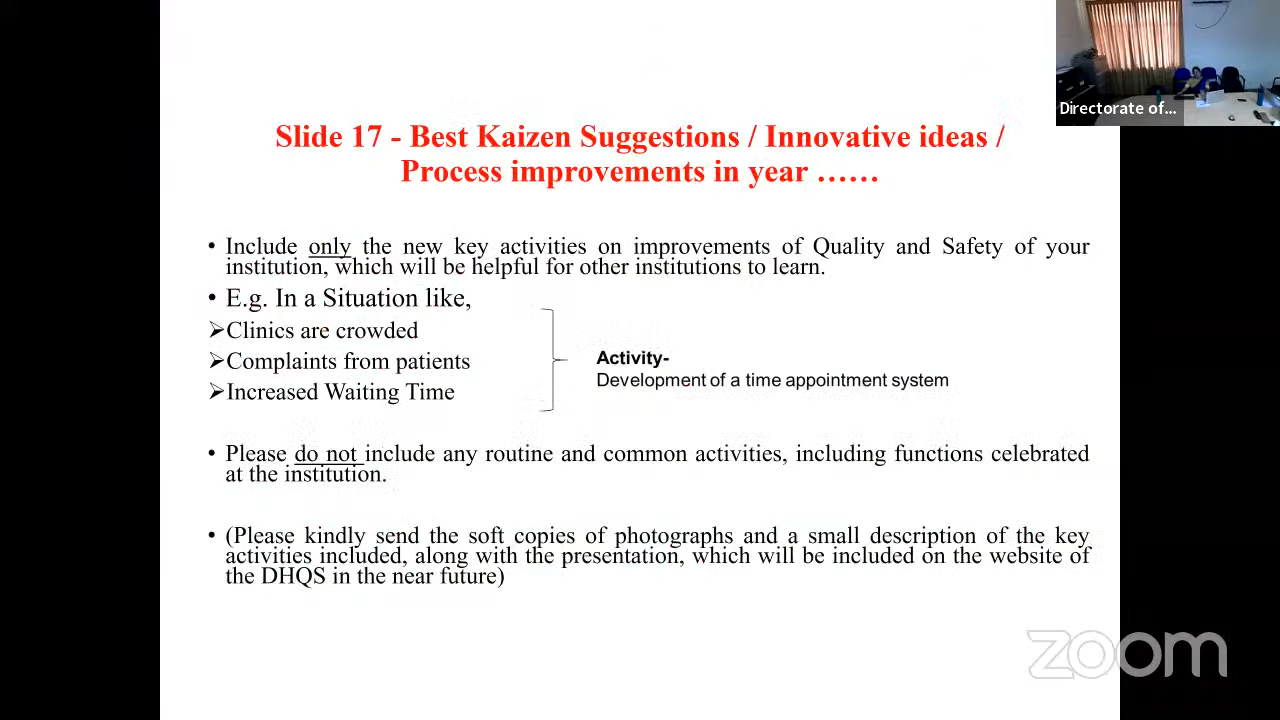 Directorate of...
Slide 17 - Best Kaizen Suggestions / Innovative ideas /
Process improvements in year ……
• Include only the new key activities on improvements of Quality and Safety of your
institution, which will be helpful for other institutions to learn.
• E.g. In a Situation like,
➢Clinics are crowded
➢Complaints from patients
➢Increased Waiting Time
Activity-
Development of a time appointment system
• Please do not include any routine and common activities, including functions celebrated
at the institution.
• (Please kindly send the soft copies of photographs and a small description of the key
activities included, along with the presentation, which will be included on the website of
the DHQS in the near future)
zoom